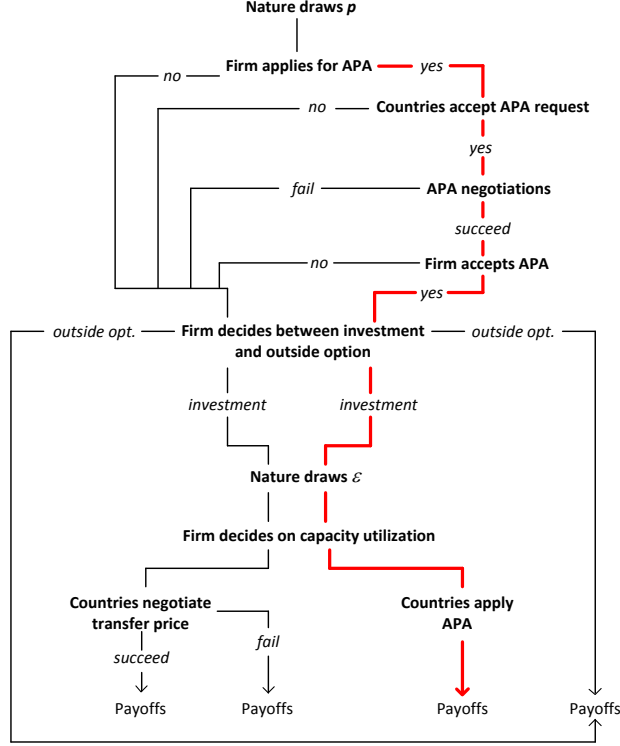 Nature draws p
Firm applies for APA
yes
no
Countries accept APA request
no
yes
APA negotiations
fail
succeed
Firm accepts APA
no
yes
outside opt.
Firm decides between investment
and outside option
outside opt.
investment
investment
Nature draws ε
Firm decides on capacity utilization
Countries negotiate
transfer price
Countries apply
APA
succeed
fail
Payoffs
Payoffs
Payoffs
Payoffs